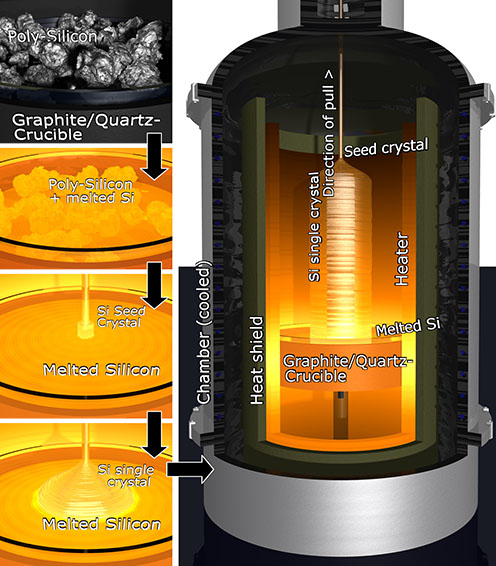 Poly-Silicon
Graphite/Quartz-
Crucible
Poly-Silicon
+ melted Si
Si Seed
Crystal
Melted Silicon
Si single
crystal
Melted Silicon
Direction of pull >
Seed crystal
Si single crystal
Heater
Chamber (cooled)
Heat shield
Melted Si
Graphite/Quartz-
Crucible